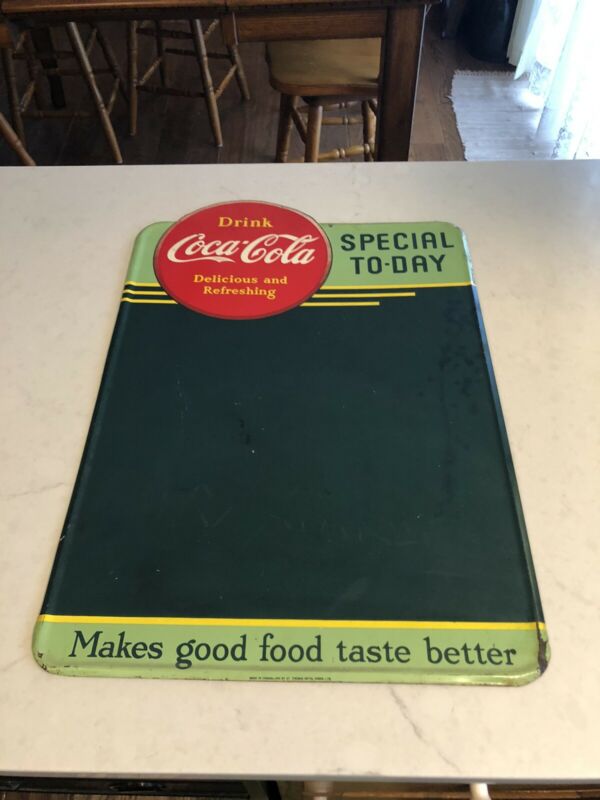 Drink
Coca-Cola
Delicious and
Refreshing
SPECIAL
TO-DAY
Makes good food taste better